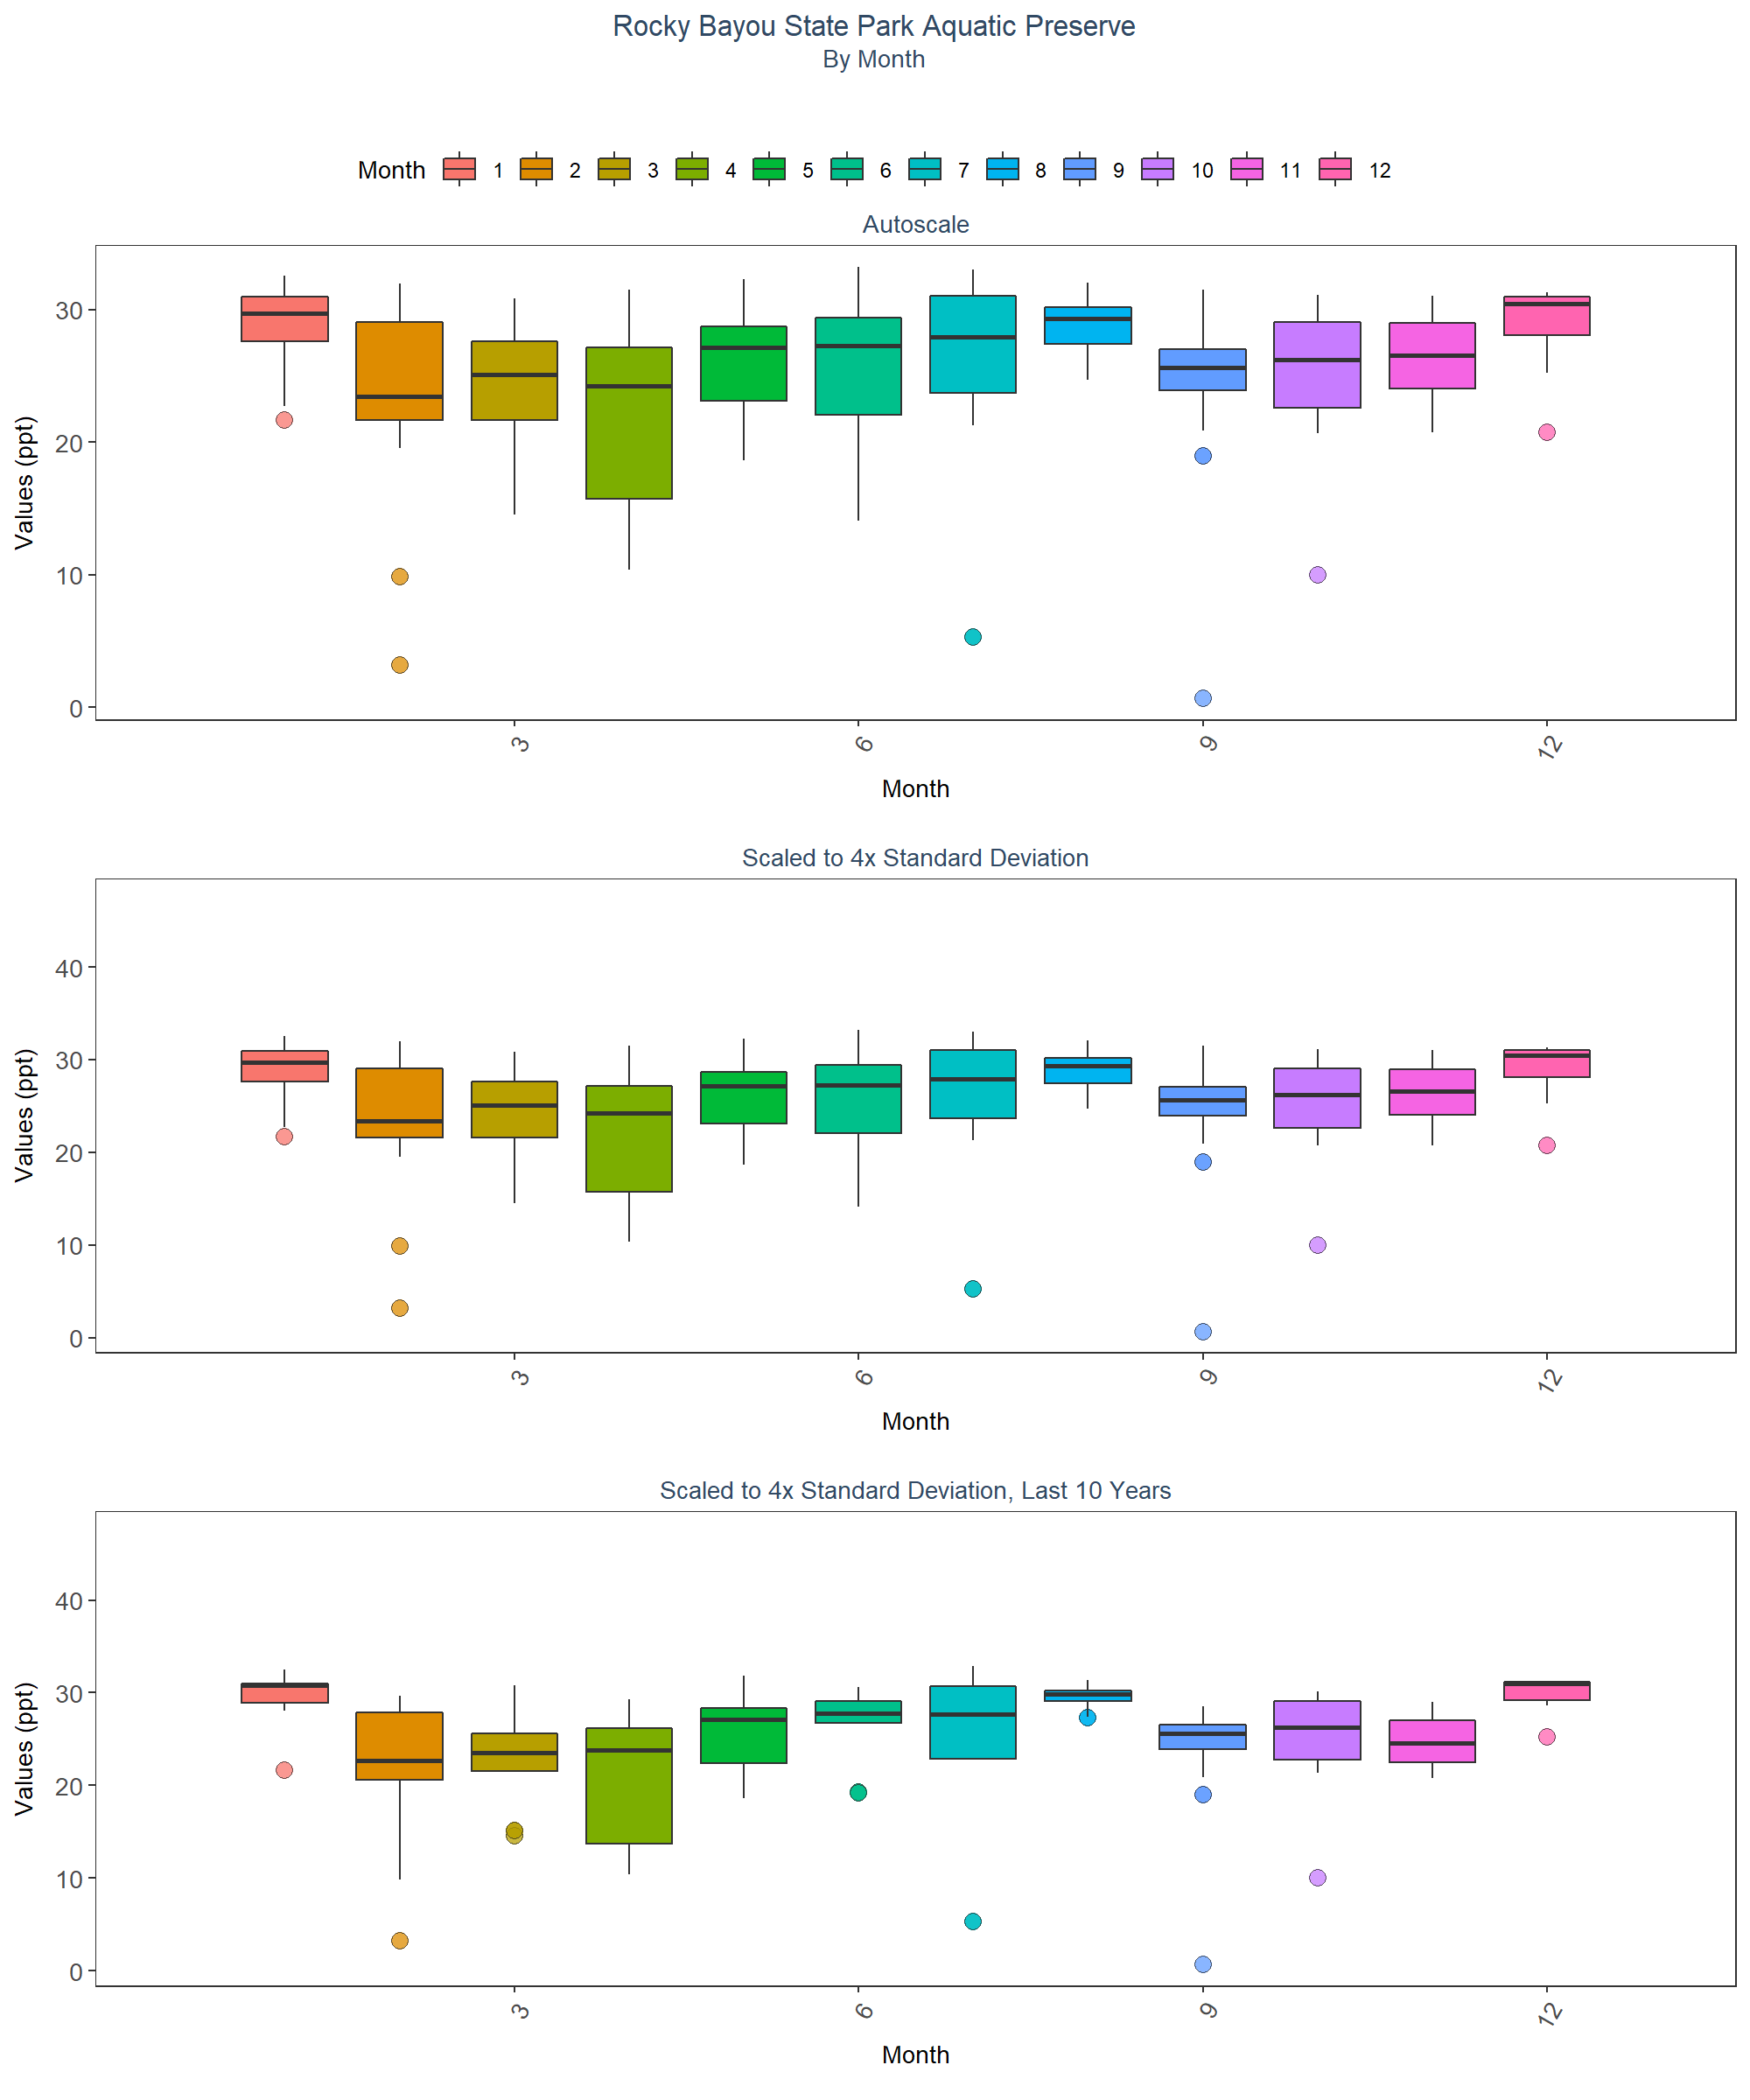 Rocky Bayou State Park Aquatic Preserve
By Month
Month 1 2 3 4 5 6 7 8 9 10 11 12
Autoscale
Values (ppt)
30
20
10
0
3 6 9 12
Month
Scaled to 4x Standard Deviation
Values (ppt)
40
30
20
10
0
3 6 9 12
Month
Scaled to 4x Standard Deviation, Last 10 Years
Values (ppt)
40
30
20
10
0
3 6 9 12
Month